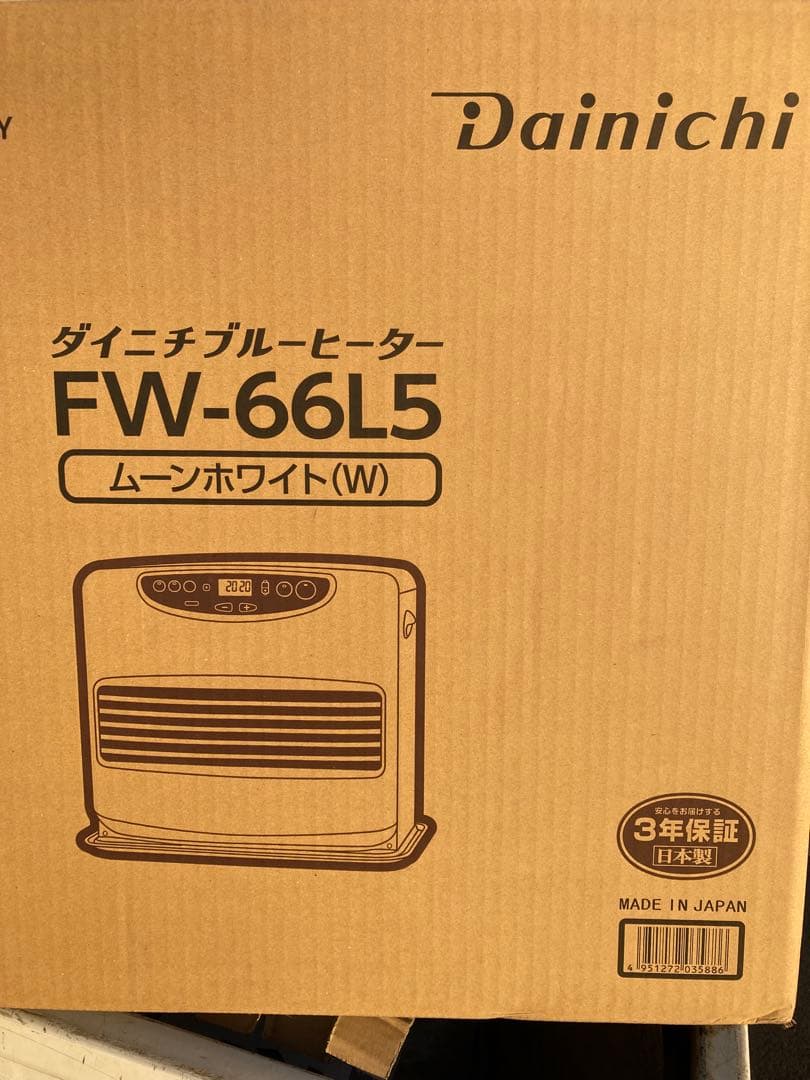 Y
Dainichi
ダイニチブルーヒーター
FW-66L5
ムーンホワイト(W)
2020
安心をお届けする
3年保証
日本製
MADE IN JAPAN
4 951272 035886